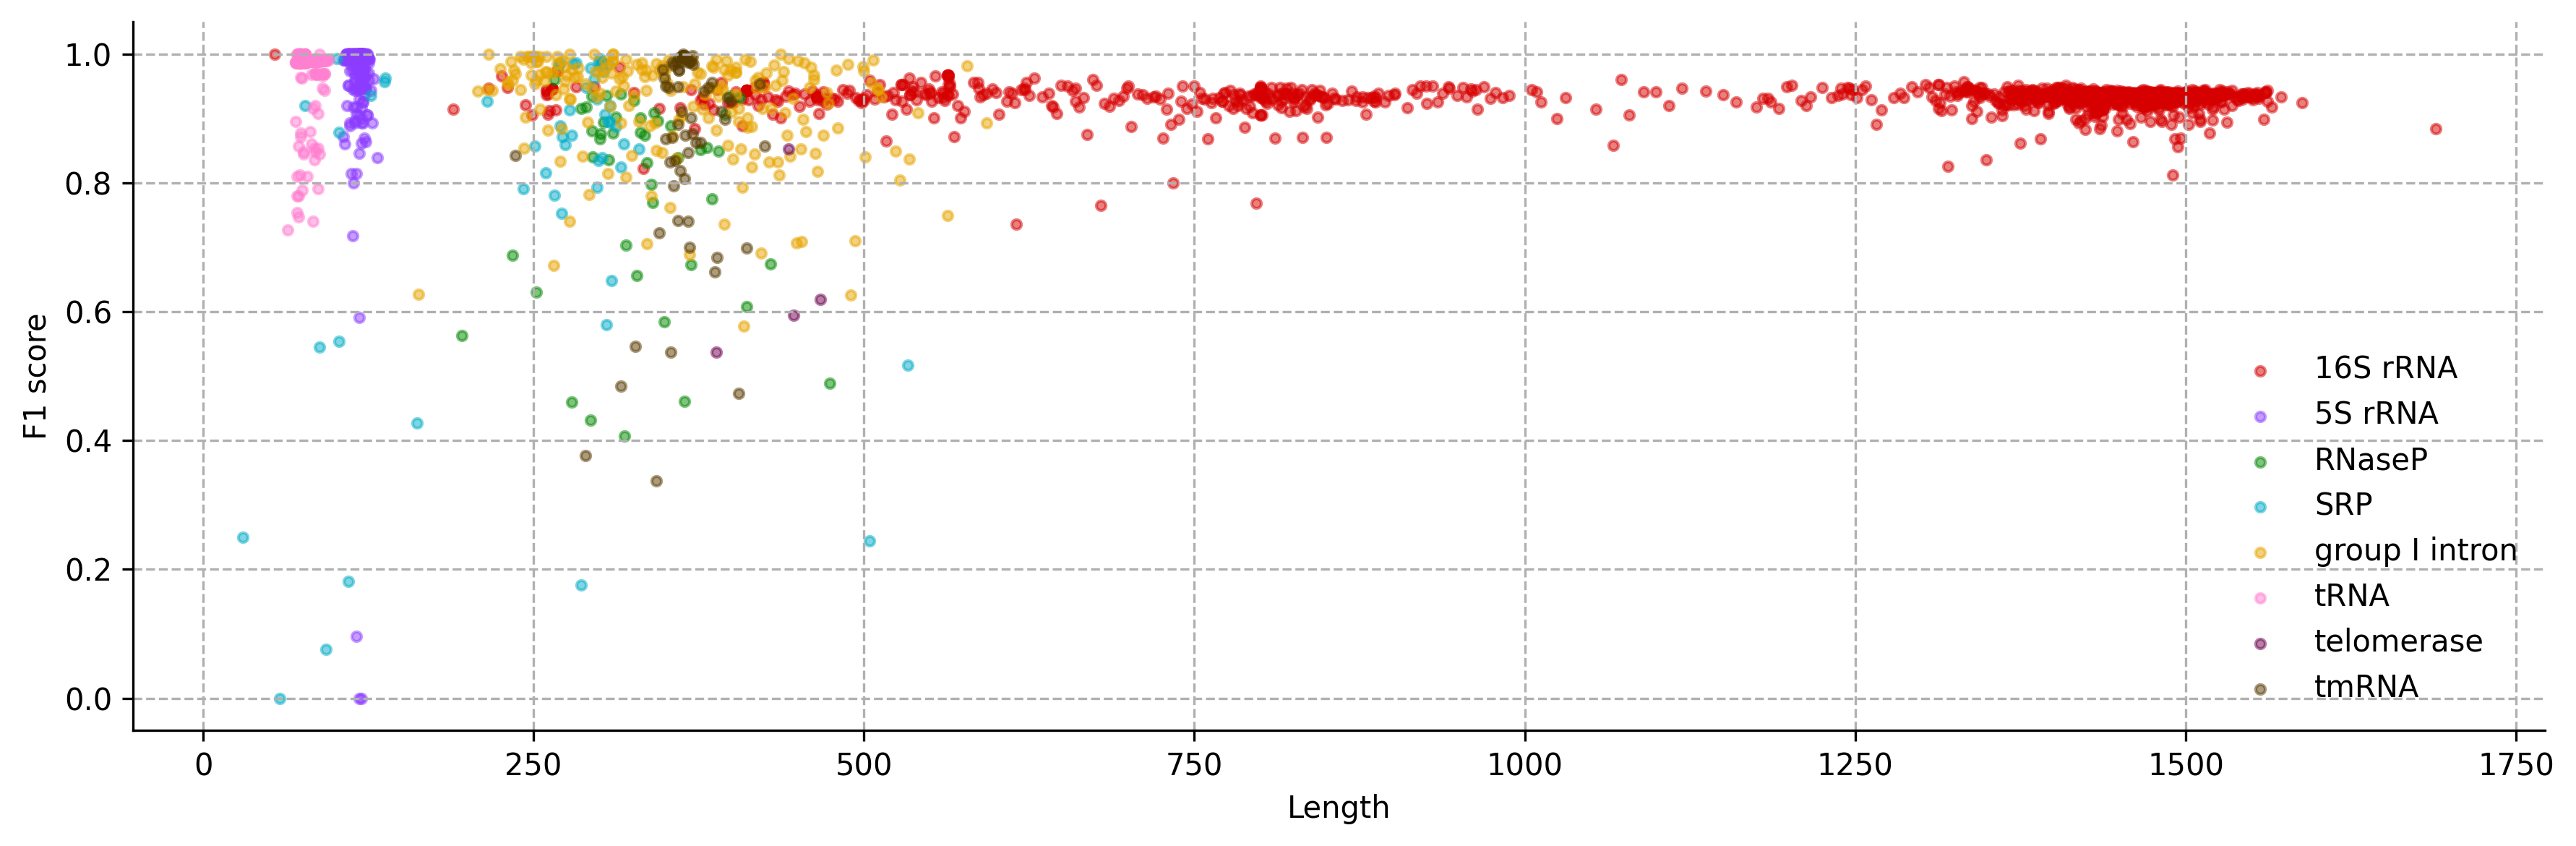 1.0
0.8
0.6
0.4
0.2
0.0
F1 score
0 250 500 750 1000 1250 1500 1750
Length
16S rRNA
5S rRNA
RNaseP
SRP
group I intron
tRNA
telomerase
tmRNA